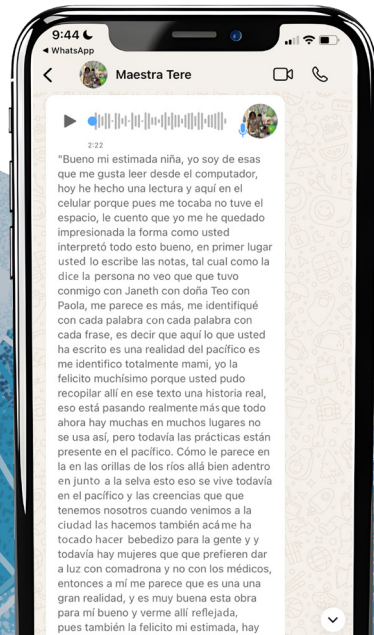 9:44
WhatsApp
Maestra Tere
2:22
"Bueno mi estimada niña, yo soy de esas
que me gusta leer desde el computador,
hoy he hecho una lectura y aquí en el
celular porque pues me tocaba no tuve el
espacio, le cuento que yo me he quedado
impresionada la forma como usted
interpretó todo esto bueno, en primer lugar
usted lo escribe las notas, tal cual como la
dice la persona no veo que que tuvo
conmigo con Janeth con doña Teo con
Paola, me parece es más, me identifiqué
con cada palabra con cada palabra con
cada frase, es decir que aquí lo que usted
ha escrito es una realidad del pacífico es
me identifico totalmente mami, yo la
felicito muchísimo porque usted pudo
recopilar allí en ese texto una historia real,
eso está pasando realmente más que todo
ahora hay muchas en muchos lugares no
se usa así, pero todavía las prácticas están
presente en el pacífico. Cómo le parece en
la en las orillas de los ríos allá bien adentro
en junto a la selva esto eso se vive todavía
en el pacífico y las creencias que que
tenemos nosotros cuando venimos a la
ciudad las hacemos también acá me ha
tocado hacer bebedizo para la gente y y
todavía hay mujeres que que prefieren dar
a luz con comadrona y no con los médicos,
entonces a mí me parece que es una una
gran realidad, y es muy buena esta obra
para mí bueno y verme allí reflejada,
pues también la felicito mi estimada, hay